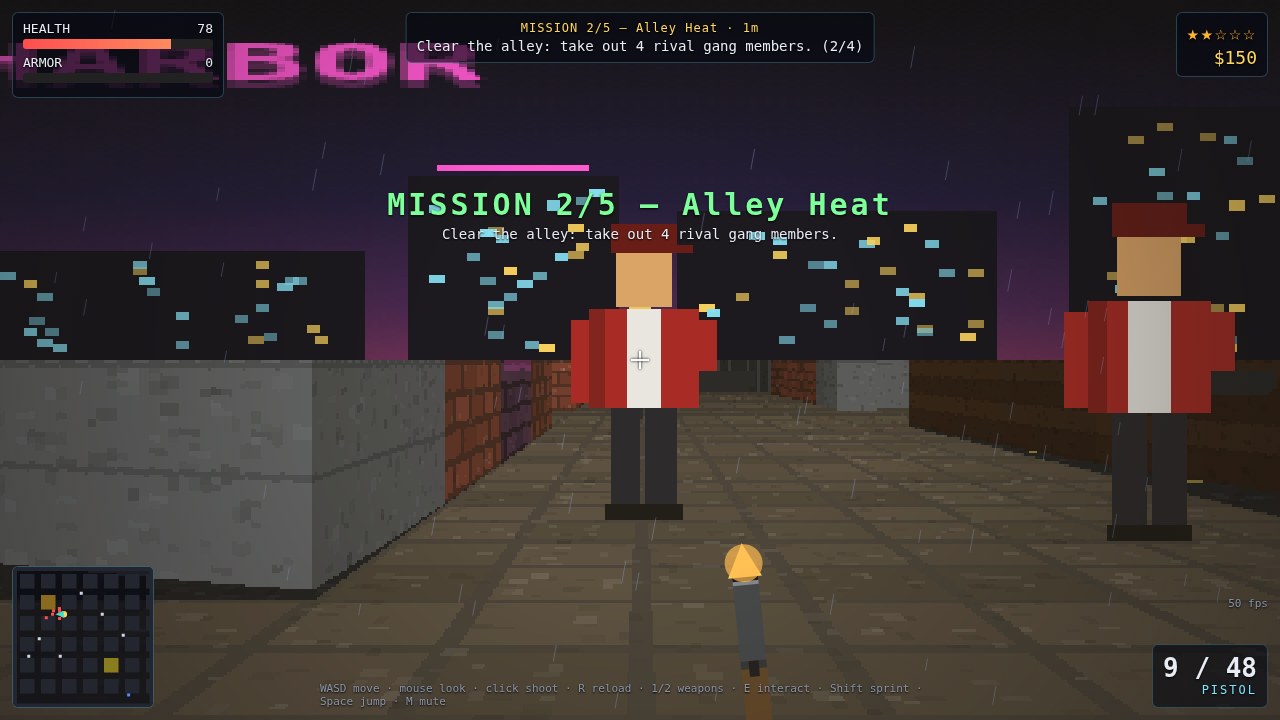 HEALTH 78
ARMOR 0
MISSION 2/5 — Alley Heat · 1m
Clear the alley: take out 4 rival gang members. (2/4)
★★☆☆☆
$150
MISSION 2/5 — Alley Heat
Clear the alley: take out 4 rival gang members.
50 fps
9 / 48
PISTOL
WASD move · mouse look · click shoot · R reload · 1/2 weapons · E interact · Shift sprint ·
Space jump · M mute